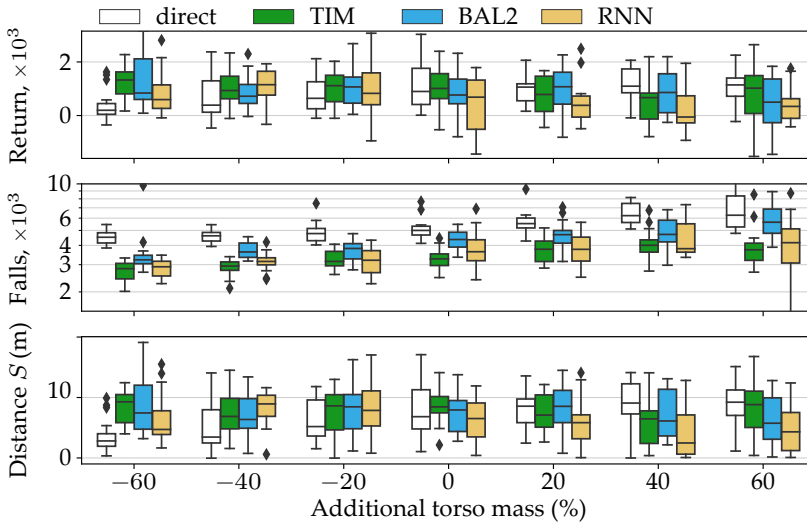 direct TIM BAL2 RNN
Return, ×10³
2
0
Falls, ×10³
10
6
4
3
2
Distance S (m)
10
0
−60 −40 −20 0 20 40 60
Additional torso mass (%)